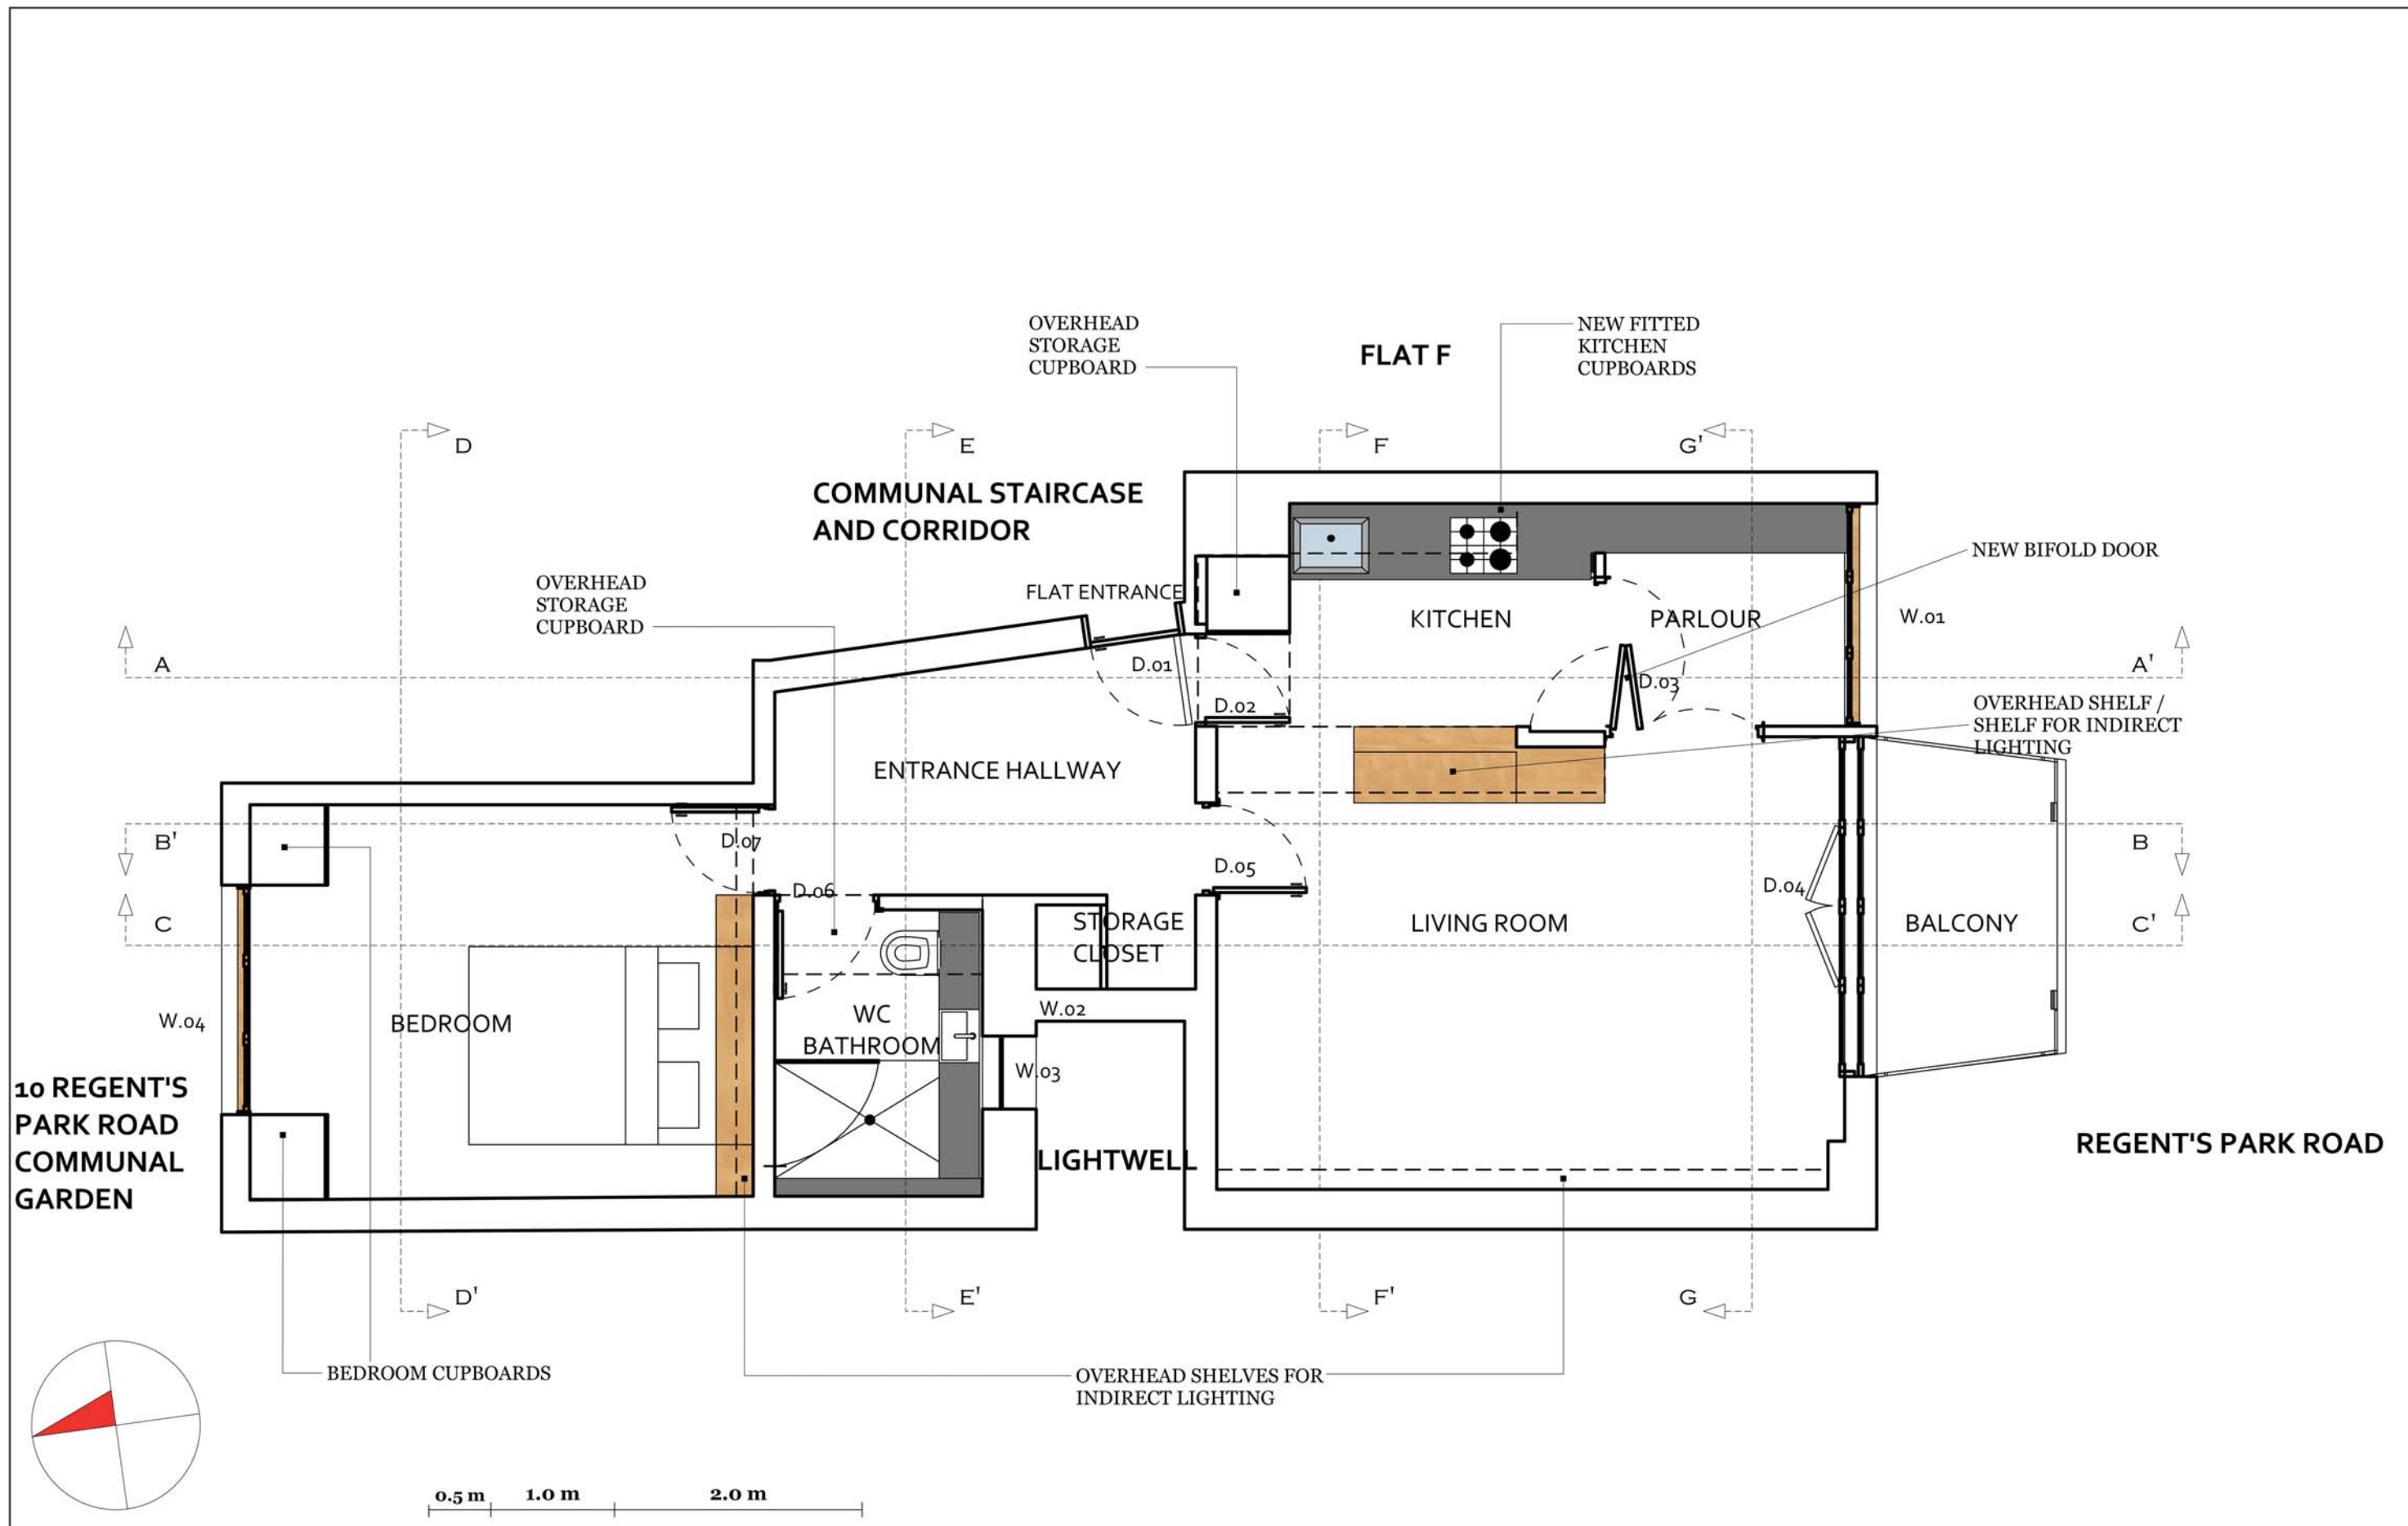 OVERHEAD
STORAGE
CUPBOARD
FLAT F
NEW FITTED
KITCHEN
CUPBOARDS
D
E
F
G'
COMMUNAL STAIRCASE
AND CORRIDOR
NEW BIFOLD DOOR
OVERHEAD
STORAGE
CUPBOARD
FLAT ENTRANCE
KITCHEN
PARLOUR
W.01
A
D.01
A'
D.02
D.03
OVERHEAD SHELF /
SHELF FOR INDIRECT
LIGHTING
ENTRANCE HALLWAY
B'
D.07
B
D.05
D.06
D.04
C
STORAGE
CLOSET
LIVING ROOM
BALCONY
C'
W.04
BEDROOM
WC
BATHROOM
W.02
W.03
10 REGENT'S
PARK ROAD
COMMUNAL
GARDEN
LIGHTWELL
REGENT'S PARK ROAD
D'
E'
F'
G
BEDROOM CUPBOARDS
OVERHEAD SHELVES FOR
INDIRECT LIGHTING
0.5 m 1.0 m 2.0 m